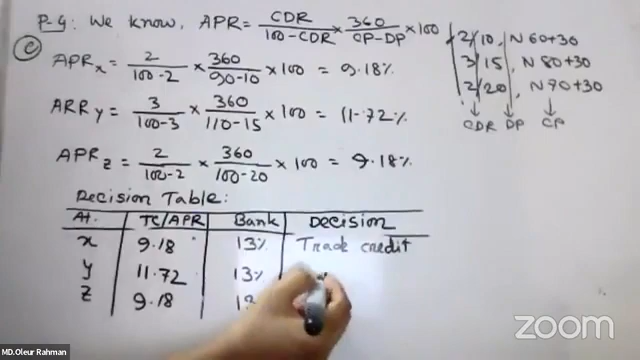 P-9: We know, APR = CDR/100-CDR × 360/CP-DP × 100
2/10, N 60+30
3/15, N 80+30
2/20, N 70+30
CDR DP CP
(c)
APRx = 2/100-2 × 360/90-10 × 100 = 9.18%
ARRy = 3/100-3 × 360/110-15 × 100 = 11.72%
APRz = 2/100-2 × 360/100-20 × 100 = 9.18%
Decision Table:
At. TC/APR Bank Decision
x 9.18 13% Trade credit
y 11.72 13%
z 9.18
MD.Oleur Rahman
zoom